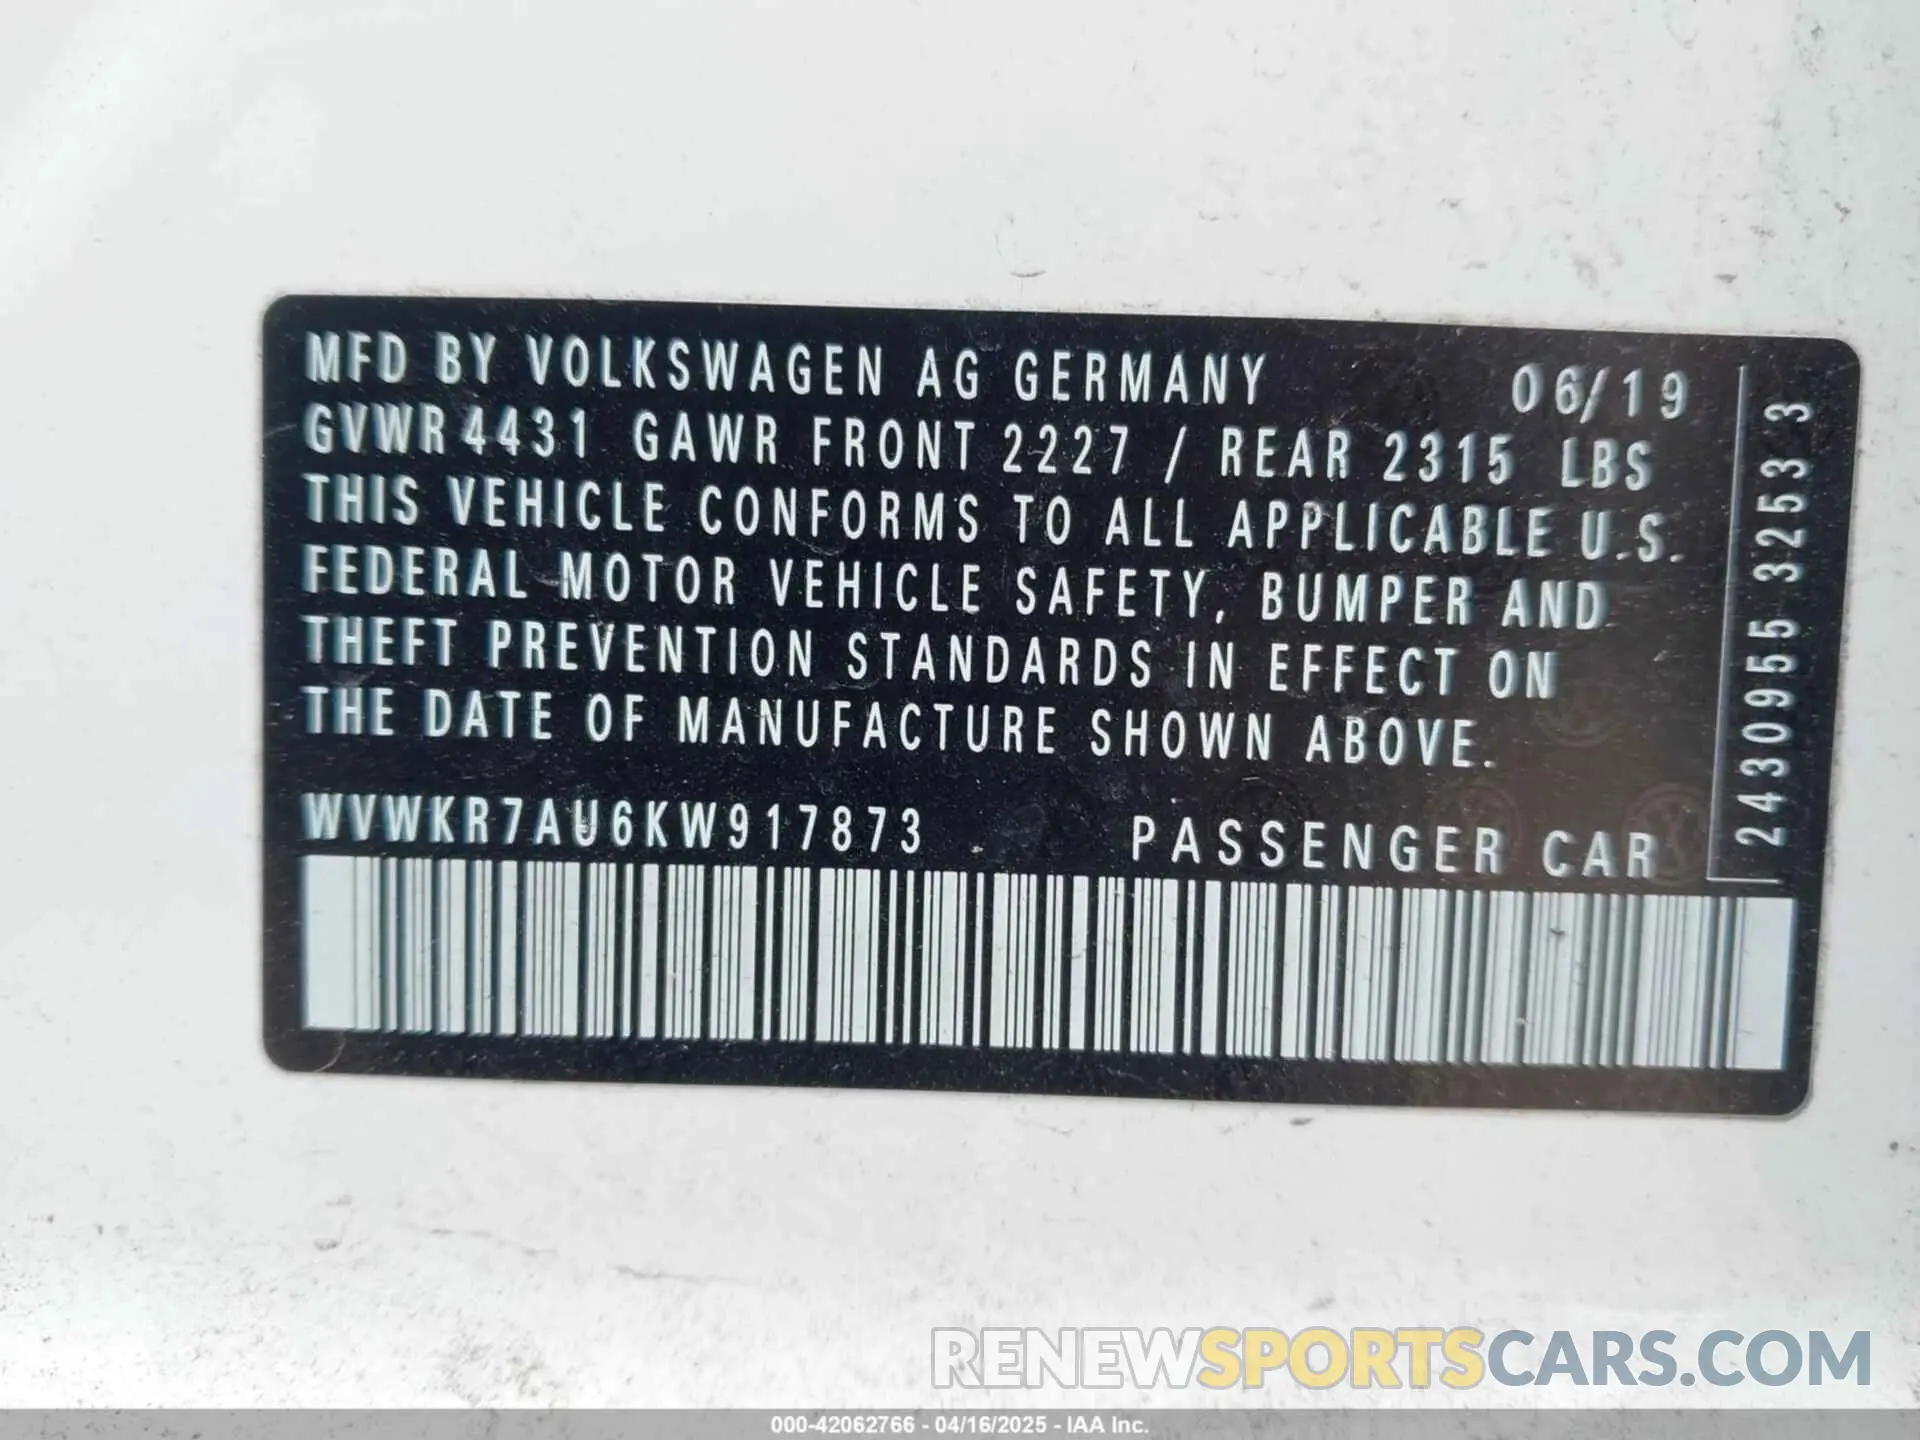 MFD BY VOLKSWAGEN AG GERMANY 06/19
GVWR 4431 GAWR FRONT 2227 / REAR 2315 LBS
THIS VEHICLE CONFORMS TO ALL APPLICABLE U.S.
FEDERAL MOTOR VEHICLE SAFETY, BUMPER AND
THEFT PREVENTION STANDARDS IN EFFECT ON
THE DATE OF MANUFACTURE SHOWN ABOVE.
WVWKR7AU6KW917873 PASSENGER CAR
2430955 3253 3
RENEWSPORTSCARS.COM
000-42062766 - 04/16/2025 - IAA Inc.